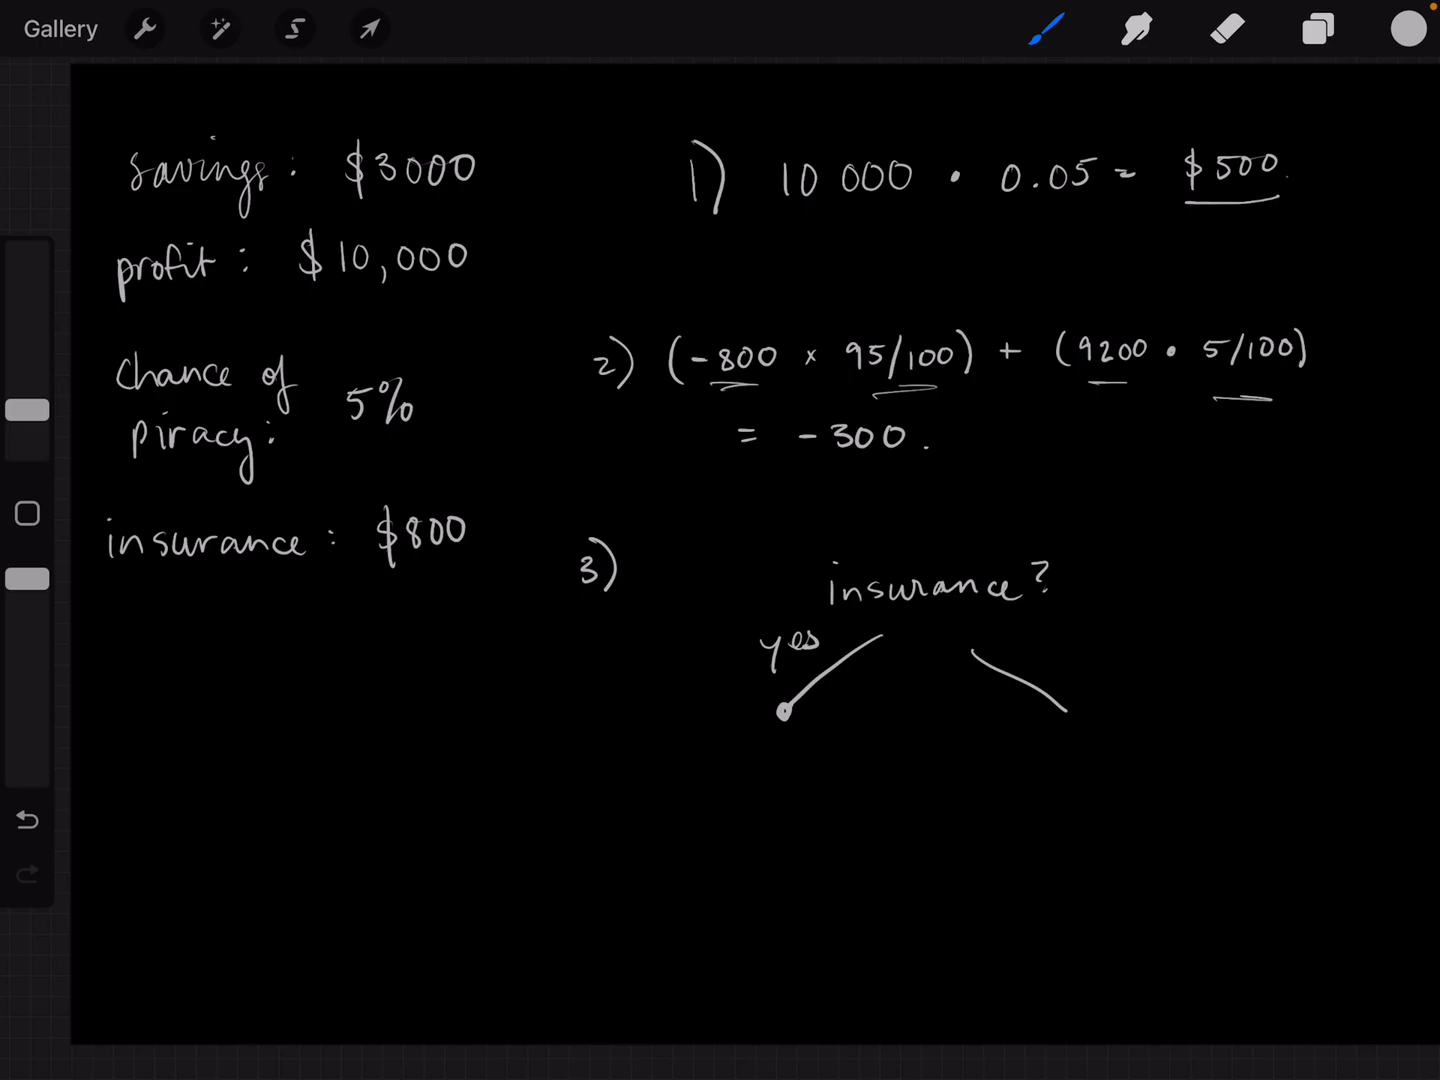 Gallery
savings: $3000
profit: $10,000
chance of
piracy: 5%
insurance: $800
1) 10 000 • 0.05 = $500.
2) (-800 × 95/100) + (9200 • 5/100)
= -300.
3)
insurance?
yes